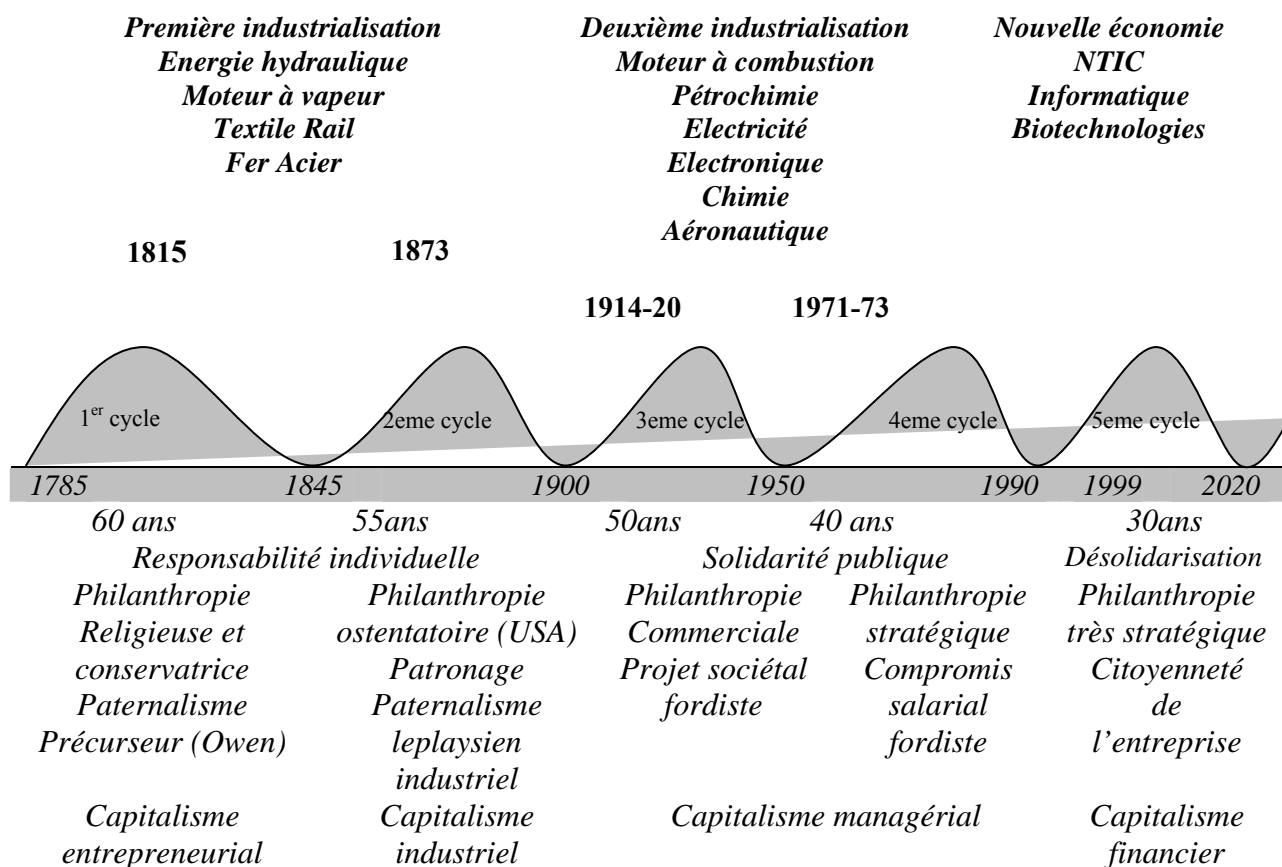 Première industrialisation
Energie hydraulique
Moteur à vapeur
Textile Rail
Fer Acier
Deuxième industrialisation
Moteur à combustion
Pétrochimie
Electricité
Electronique
Chimie
Aéronautique
Nouvelle économie
NTIC
Informatique
Biotechnologies
1815
1873
1914-20
1971-73
1er cycle
2eme cycle
3eme cycle
4eme cycle
5eme cycle
1785
1845
1900
1950
1990
1999
2020
60 ans
55ans
50ans
40 ans
30ans
Responsabilité individuelle
Solidarité publique
Désolidarisation
Philanthropie
Religieuse et
conservatrice
Paternalisme
Précurseur (Owen)
Philanthropie
ostentatoire (USA)
Patronage
Paternalisme
leplaysien
industriel
Philanthropie
Commerciale
Projet sociétal
fordiste
Philanthropie
stratégique
Compromis
salarial
fordiste
Philanthropie
très stratégique
Citoyenneté
de
l'entreprise
Capitalisme
entrepreneurial
Capitalisme
industriel
Capitalisme managérial
Capitalisme
financier